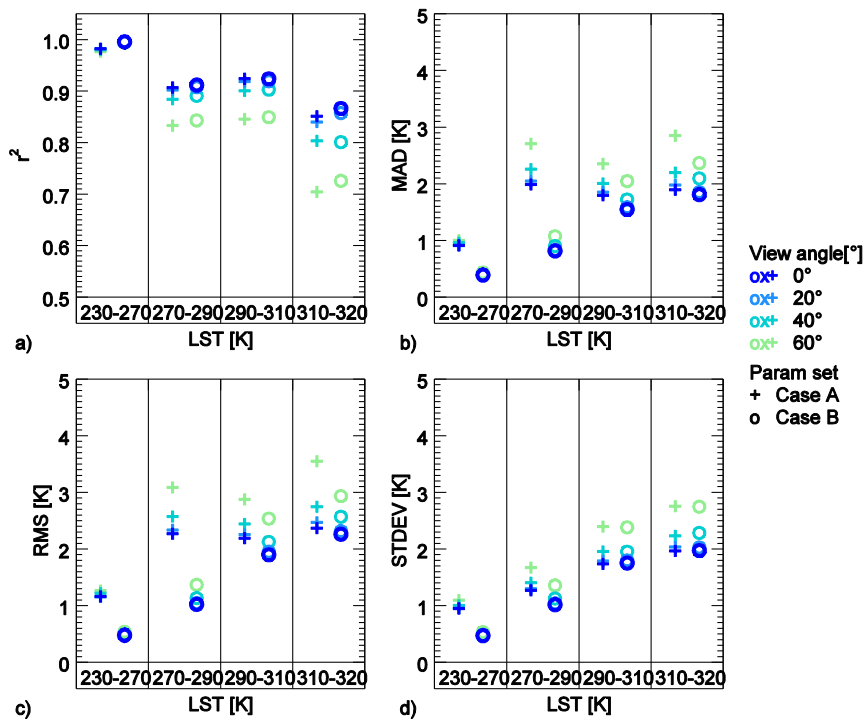 1.0
0.9
0.8
0.7
0.6
0.5
r²
230-270 270-290 290-310 310-320
LST [K]
a)
5
4
3
2
1
0
MAD [K]
230-270 270-290 290-310 310-320
LST [K]
b)
View angle[°]
ox+ 0°
ox+ 20°
ox+ 40°
ox+ 60°
Param set
+ Case A
o Case B
5
4
3
2
1
0
RMS [K]
230-270 270-290 290-310 310-320
LST [K]
c)
5
4
3
2
1
0
STDEV [K]
230-270 270-290 290-310 310-320
LST [K]
d)